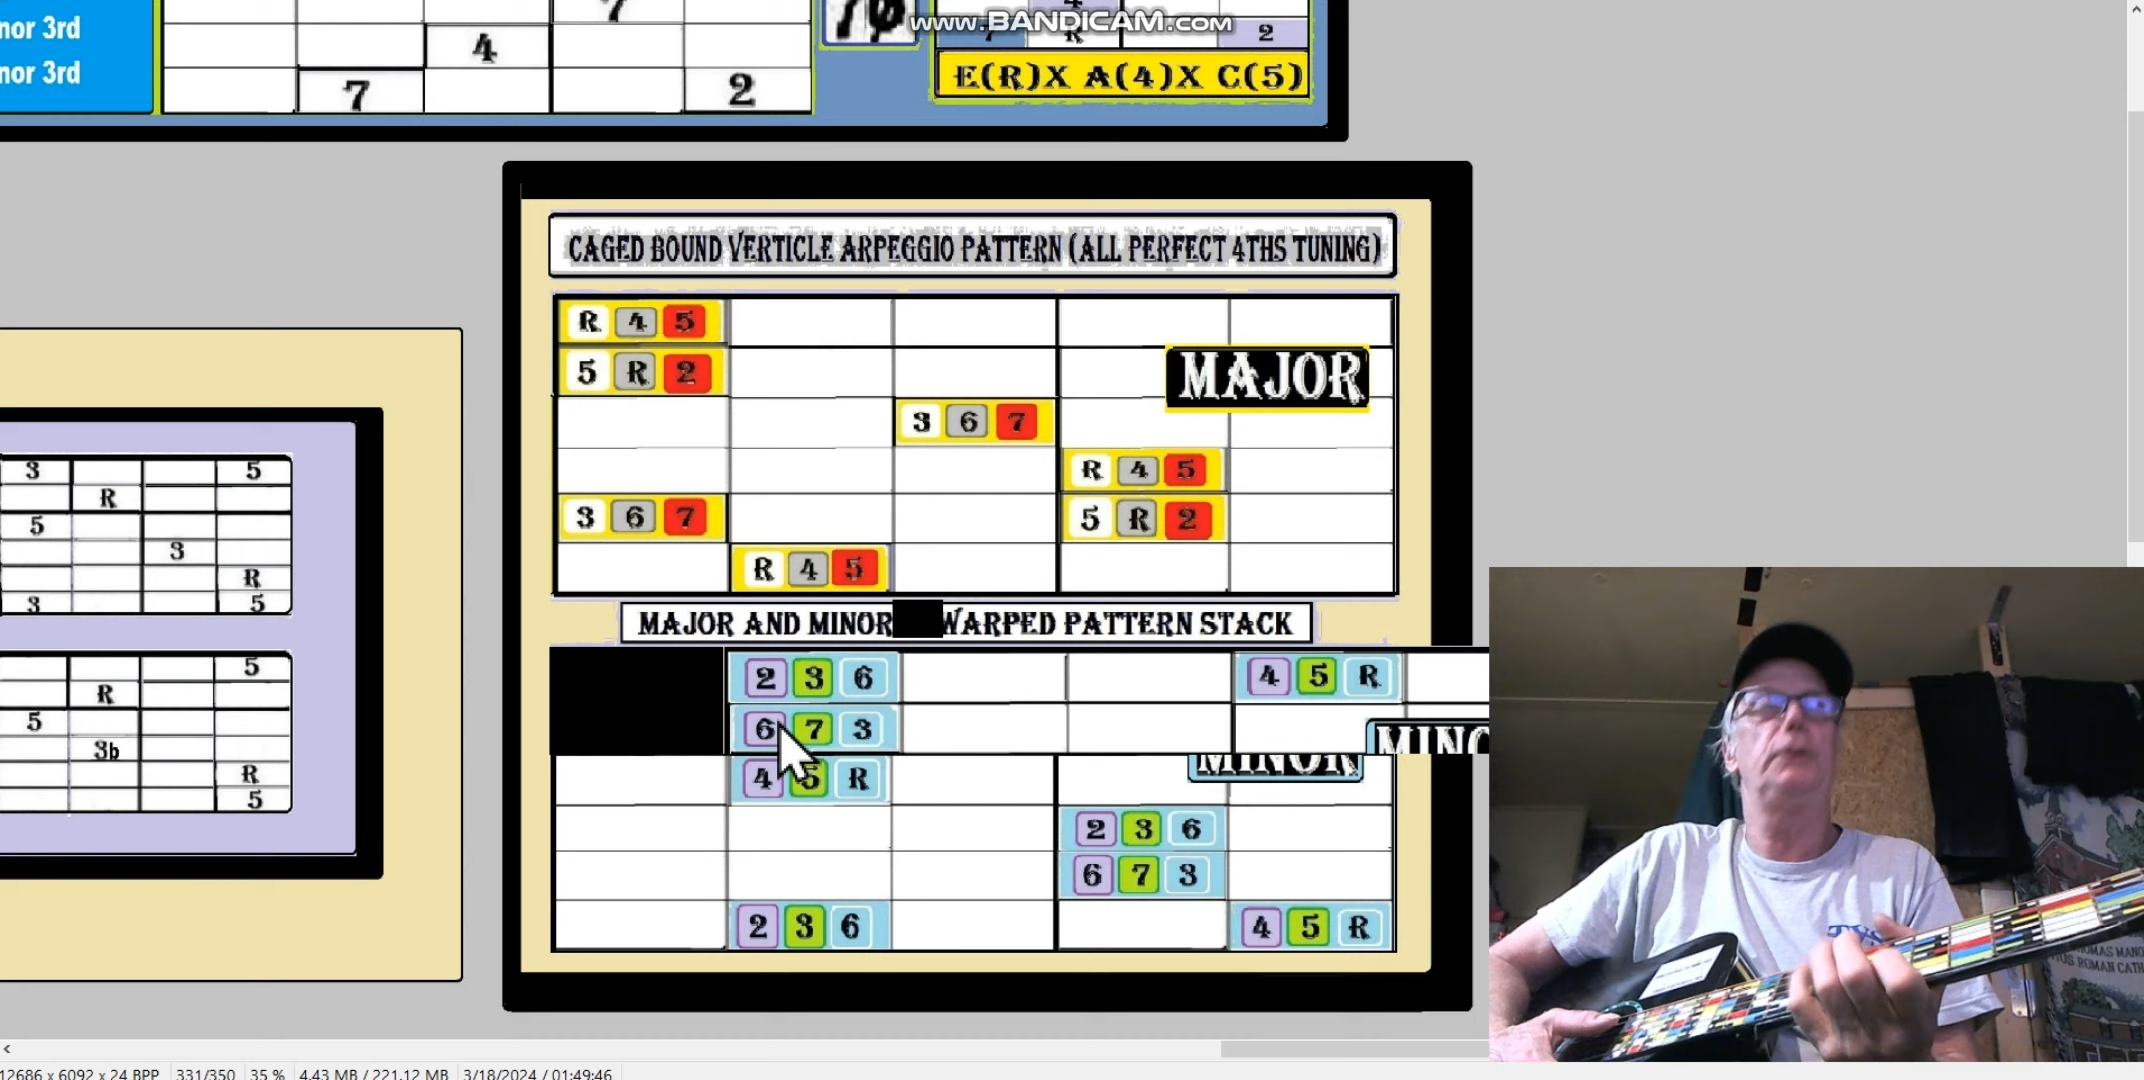 nor 3rd
nor 3rd
7
4
7
2
www.BANDICAM.com
4
7 R 2
E(R)X A(4)X C(5)
CAGED BOUND VERTICLE ARPEGGIO PATTERN (ALL PERFECT 4THS TUNING)
R 4 5
5 R 2
MAJOR
3 6 7
R 4 5
3 6 7
5 R 2
R 4 5
MAJOR AND MINOR WARPED PATTERN STACK
2 3 6
4 5 R
6 7 3
MINO
MINOR
4 5 R
2 3 6
6 7 3
2 3 6
4 5 R
3 5
R
5
3
R
3 5
5
R
5
3b
R
5
12686 x 6092 x 24 BPP 331/350 35 % 4.43 MB / 221.12 MB 3/18/2024 / 01:49:46